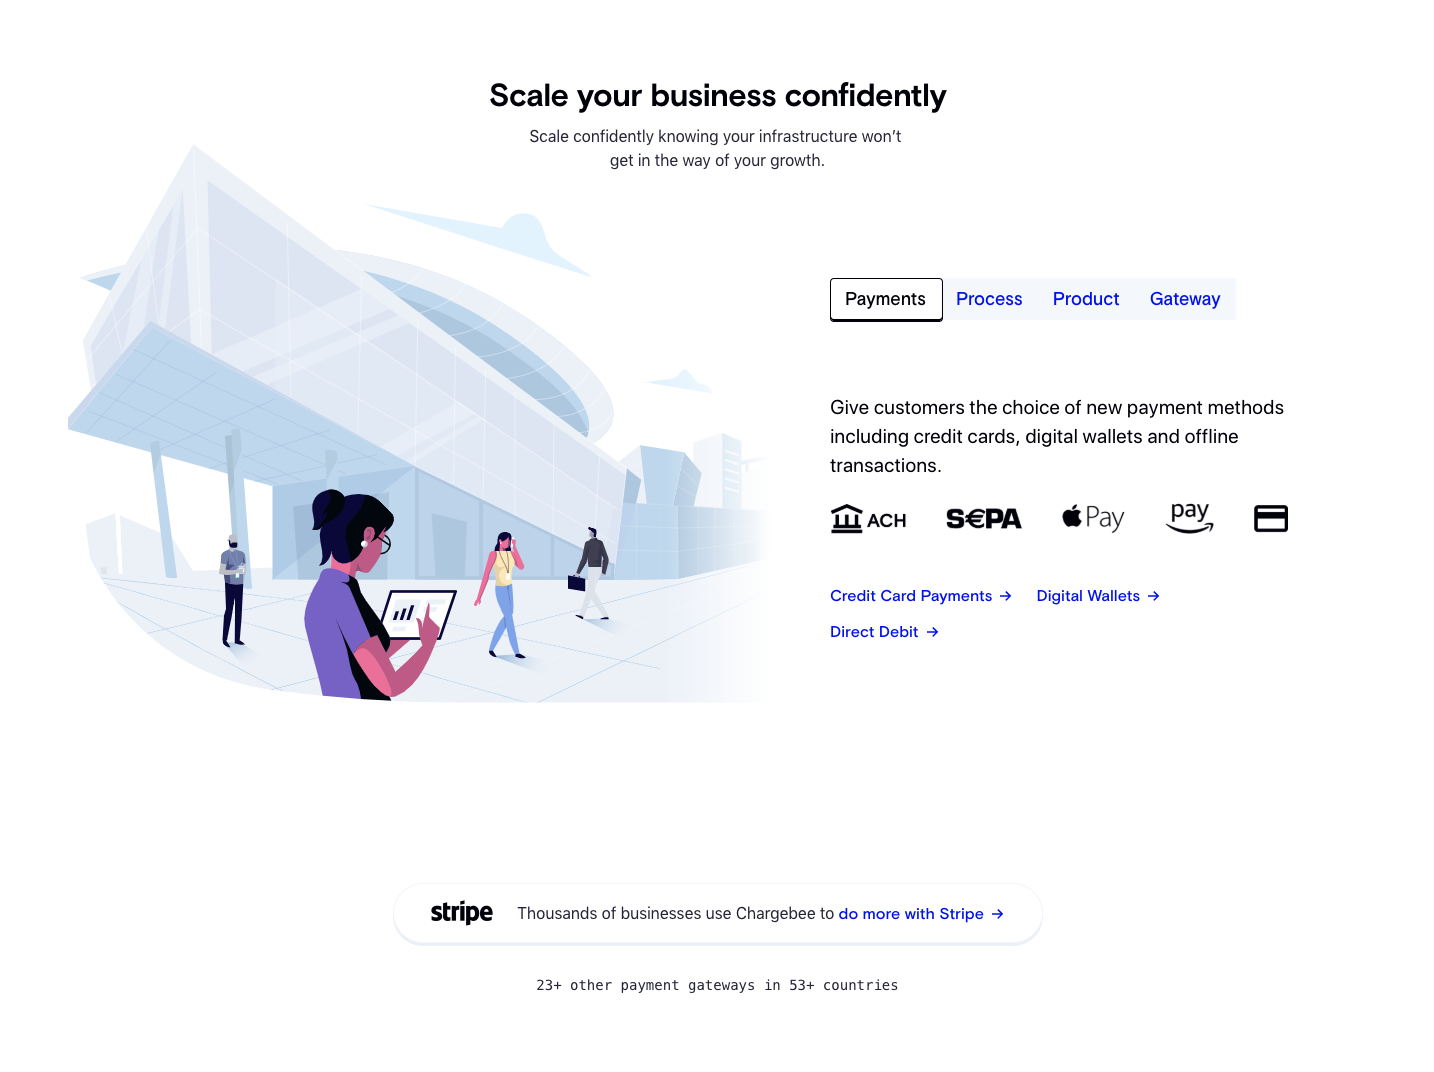 Scale your business confidently
Scale confidently knowing your infrastructure won’t
get in the way of your growth.
Payments Process Product Gateway
Give customers the choice of new payment methods
including credit cards, digital wallets and offline
transactions.
ACH S€PA Pay pay
Credit Card Payments → Digital Wallets →
Direct Debit →
stripe Thousands of businesses use Chargebee to do more with Stripe →
23+ other payment gateways in 53+ countries